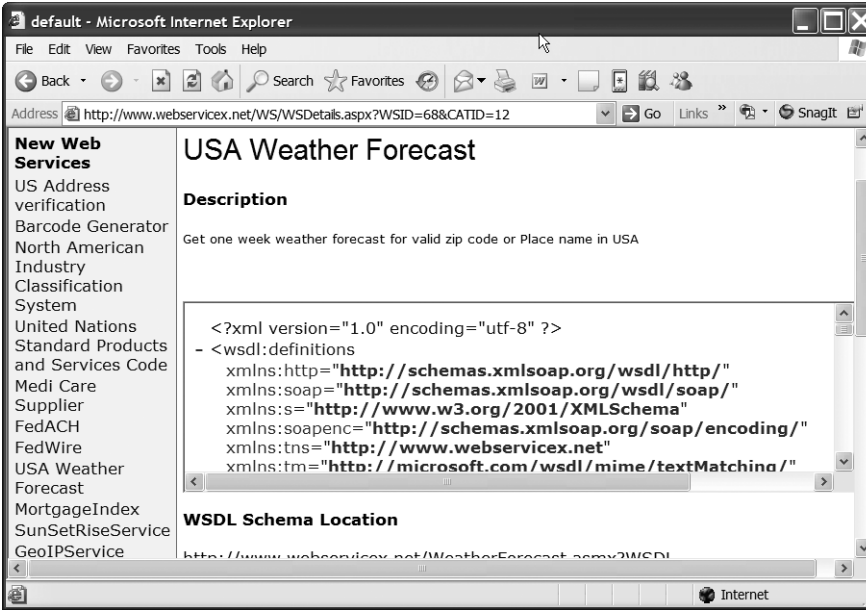 default - Microsoft Internet Explorer
File Edit View Favorites Tools Help
Back Search Favorites
Address http://www.webservicex.net/WS/WSDetails.aspx?WSID=68&CATID=12 Go Links » SnagIt
New Web
Services
US Address
verification
Barcode Generator
North American
Industry
Classification
System
United Nations
Standard Products
and Services Code
Medi Care
Supplier
FedACH
FedWire
USA Weather
Forecast
MortgageIndex
SunSetRiseService
GeoIPService
USA Weather Forecast
Description
Get one week weather forecast for valid zip code or Place name in USA
<?xml version="1.0" encoding="utf-8" ?>
- <wsdl:definitions
xmlns:http="http://schemas.xmlsoap.org/wsdl/http/"
xmlns:soap="http://schemas.xmlsoap.org/wsdl/soap/"
xmlns:s="http://www.w3.org/2001/XMLSchema"
xmlns:soapenc="http://schemas.xmlsoap.org/soap/encoding/"
xmlns:tns="http://www.webservicex.net"
xmlns:tm="http://microsoft.com/wsdl/mime/textMatching/"
WSDL Schema Location
http://www.webservicex.net/WeatherForecast.asmx?WSDL
Internet